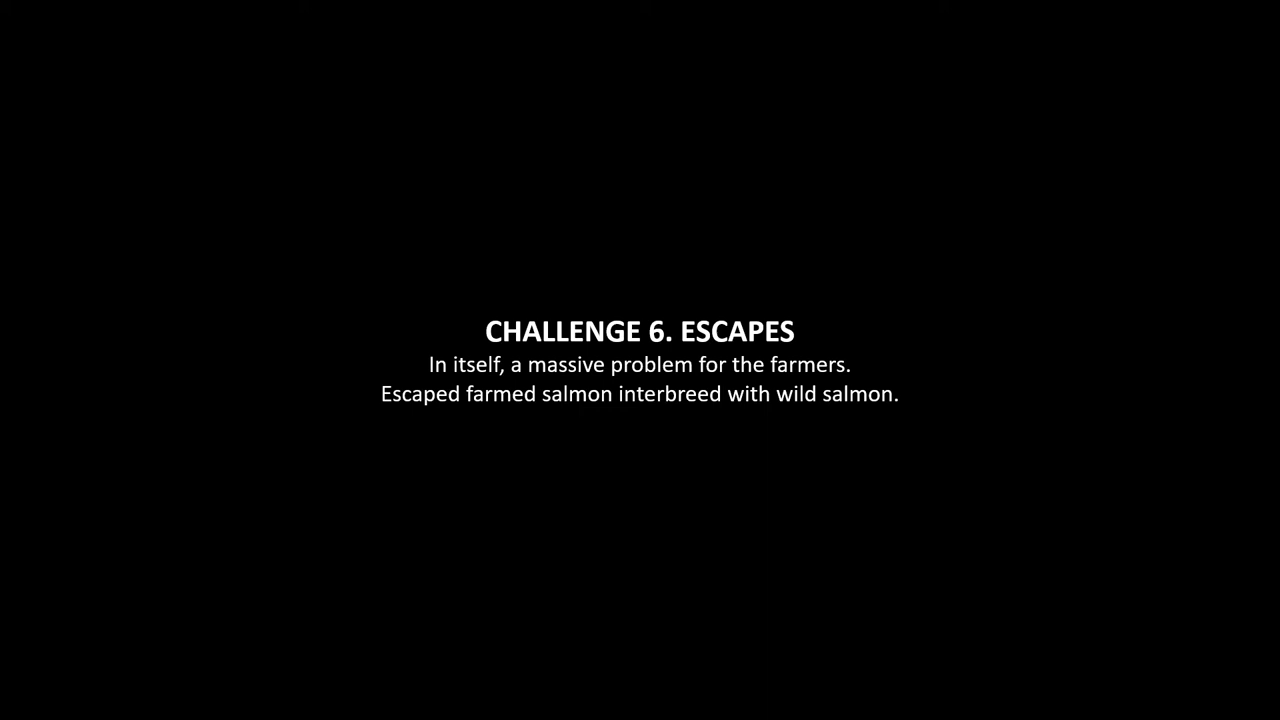 CHALLENGE 6. ESCAPES
In itself, a massive problem for the farmers.
Escaped farmed salmon interbreed with wild salmon.